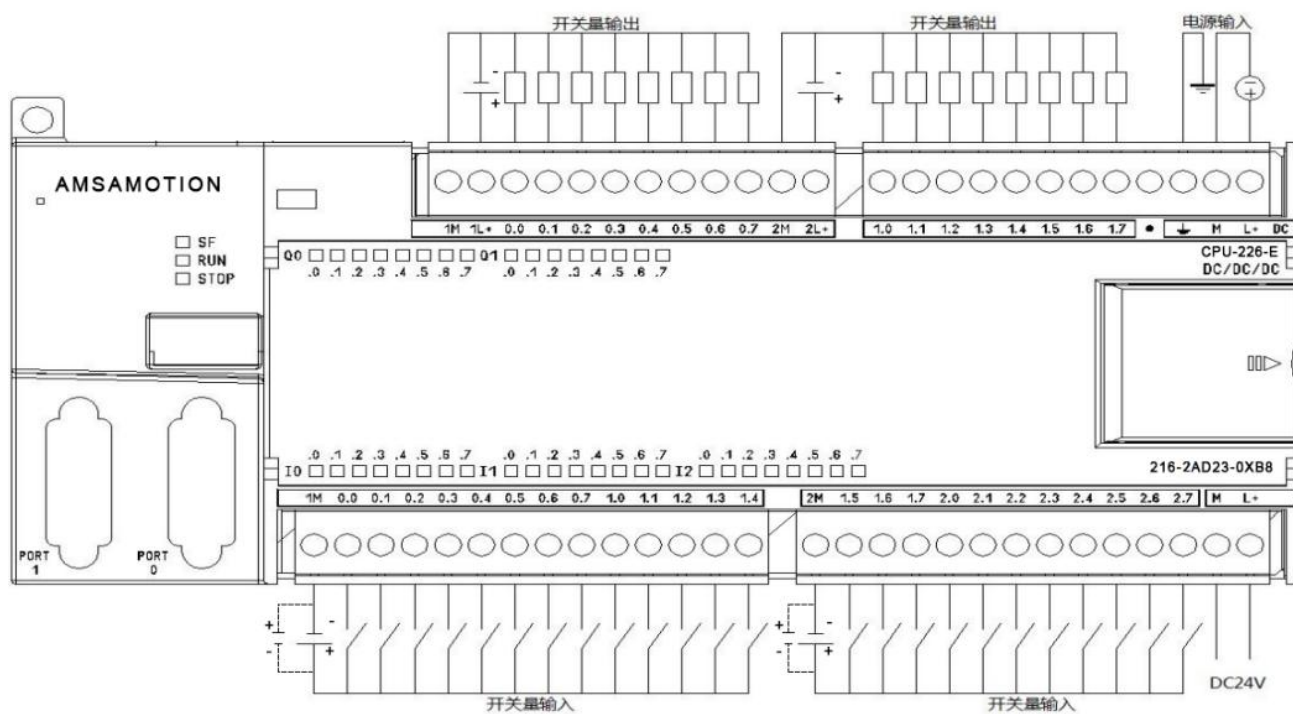 开关量输出 开关量输出 电源输入
- + - + - +
AMSAMOTION
1M 1L+ 0.0 0.1 0.2 0.3 0.4 0.5 0.6 0.7 2M 2L+ 1.0 1.1 1.2 1.3 1.4 1.5 1.6 1.7 M L+ DC
SF
RUN
STOP
Q0 Q1
.0 .1 .2 .3 .4 .5 .6 .7 .0 .1 .2 .3 .4 .5 .6 .7
CPU-226-E
DC/DC/DC
.0 .1 .2 .3 .4 .5 .6 .7 .0 .1 .2 .3 .4 .5 .6 .7 .0 .1 .2 .3 .4 .5 .6 .7
I0 I1 I2
216-2AD23-0XB8
1M 0.0 0.1 0.2 0.3 0.4 0.5 0.6 0.7 1.0 1.1 1.2 1.3 1.4 2M 1.5 1.6 1.7 2.0 2.1 2.2 2.3 2.4 2.5 2.6 2.7 M L+
PORT
1
PORT
0
+ - + -
- + - +
DC24V
开关量输入 开关量输入